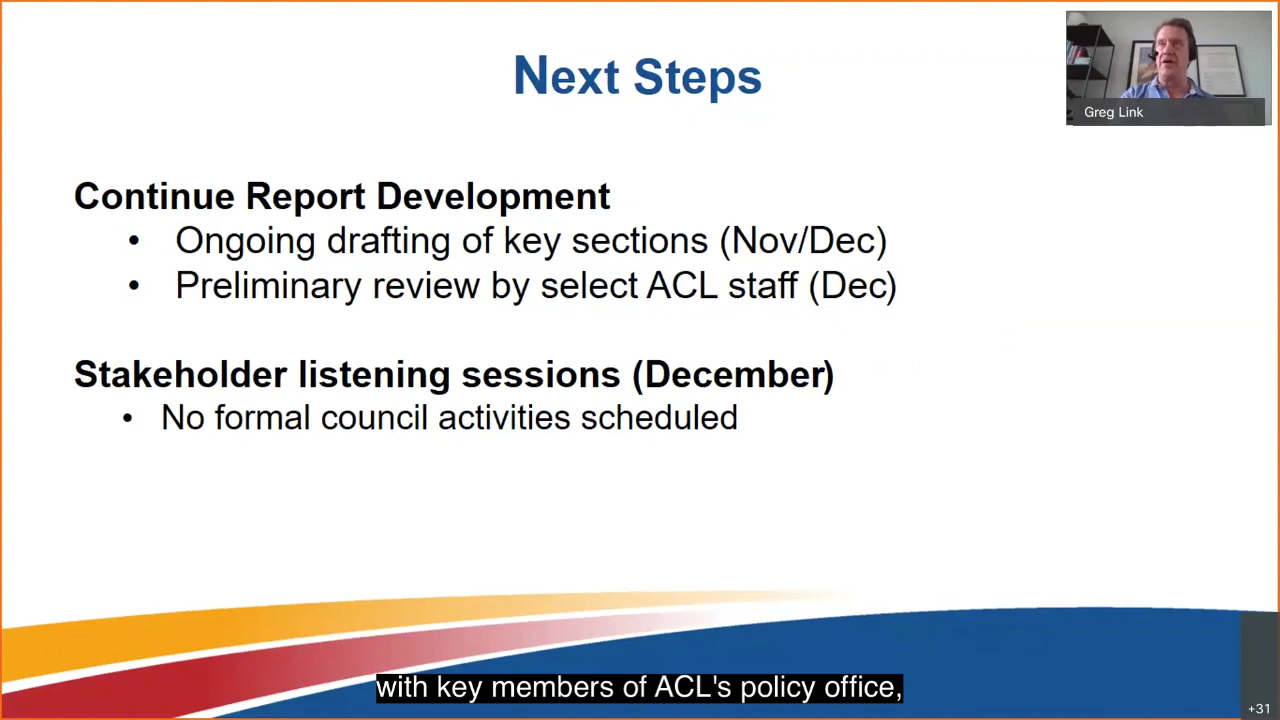 Next Steps
Greg Link
Continue Report Development
• Ongoing drafting of key sections (Nov/Dec)
• Preliminary review by select ACL staff (Dec)
Stakeholder listening sessions (December)
• No formal council activities scheduled
with key members of ACL's policy office,
+31